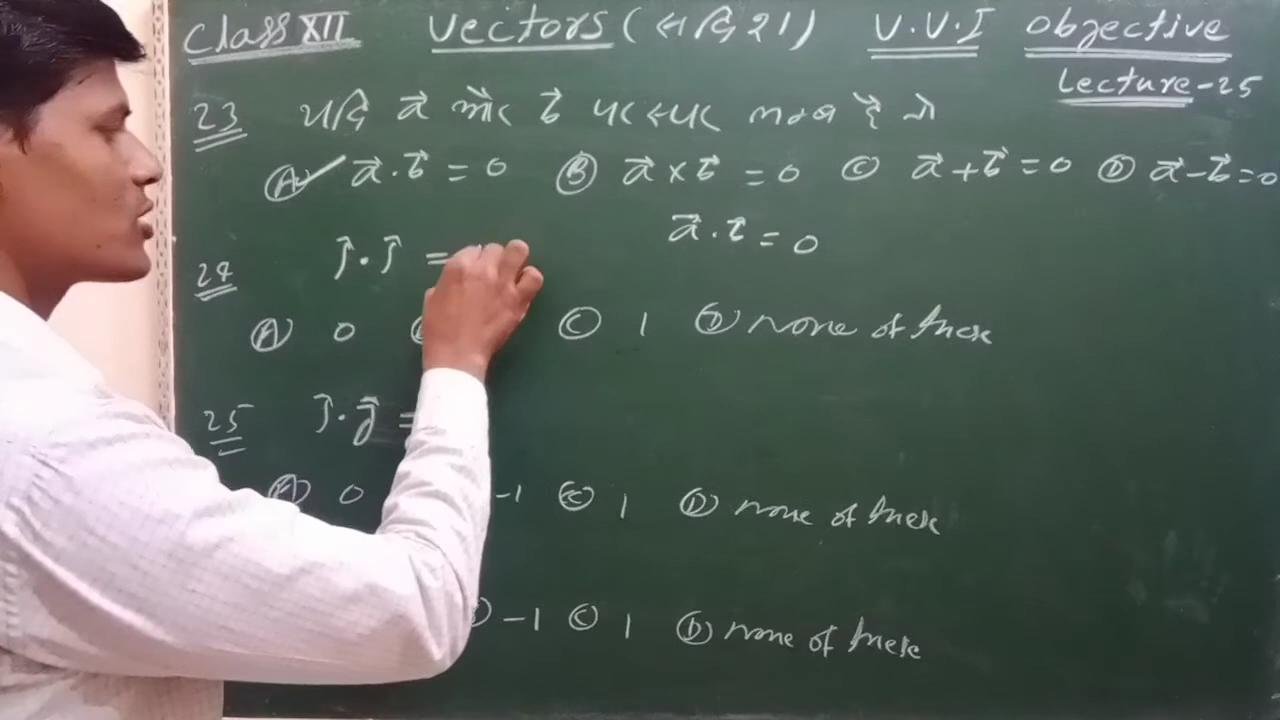 Class XII Vectors (सदिश) V.V.I Objective
Lecture-25
23 यदि a⃗ और b⃗ परस्पर लम्ब हैं तो
(A) a⃗.b⃗ = 0 (B) a⃗×b⃗ = 0 (C) a⃗+b⃗ = 0 (D) a⃗-b⃗ = 0
a⃗.b⃗ = 0
24 i⃗.i⃗ =
(A) 0 (C) 1 (D) none of these
25 i⃗.j⃗ =
(A) 0 -1 (C) 1 (D) none of these
-1 (C) 1 (D) none of these